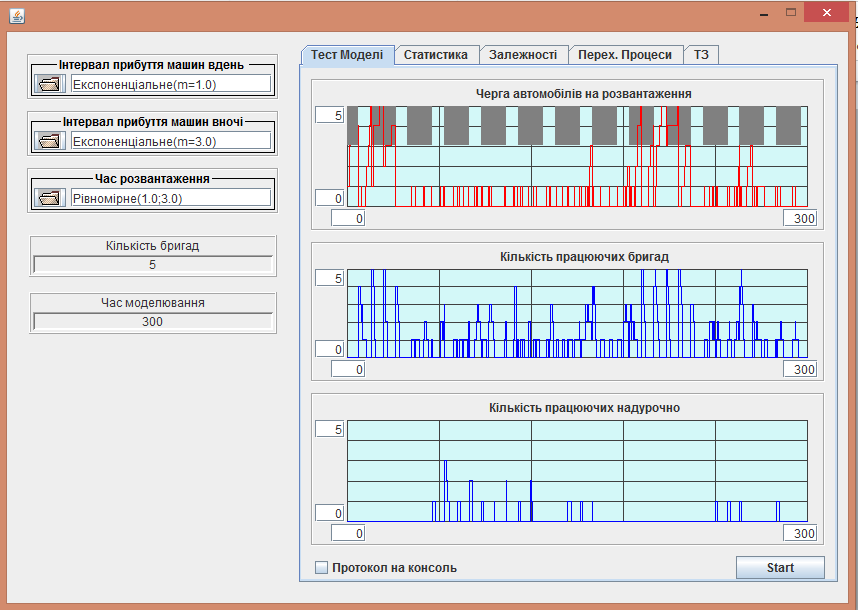 Інтервал прибуття машин вдень
Експоненціальне(m=1.0)
Інтервал прибуття машин вночі
Експоненціальне(m=3.0)
Час розвантаження
Рівномірне(1.0;3.0)
Кількість бригад
5
Час моделювання
300
Тест Моделі
Статистика
Залежності
Перех. Процеси
ТЗ
Черга автомобілів на розвантаження
5
0
0
300
Кількість працюючих бригад
5
0
0
300
Кількість працюючих надурочно
5
0
0
300
Протокол на консоль
Start